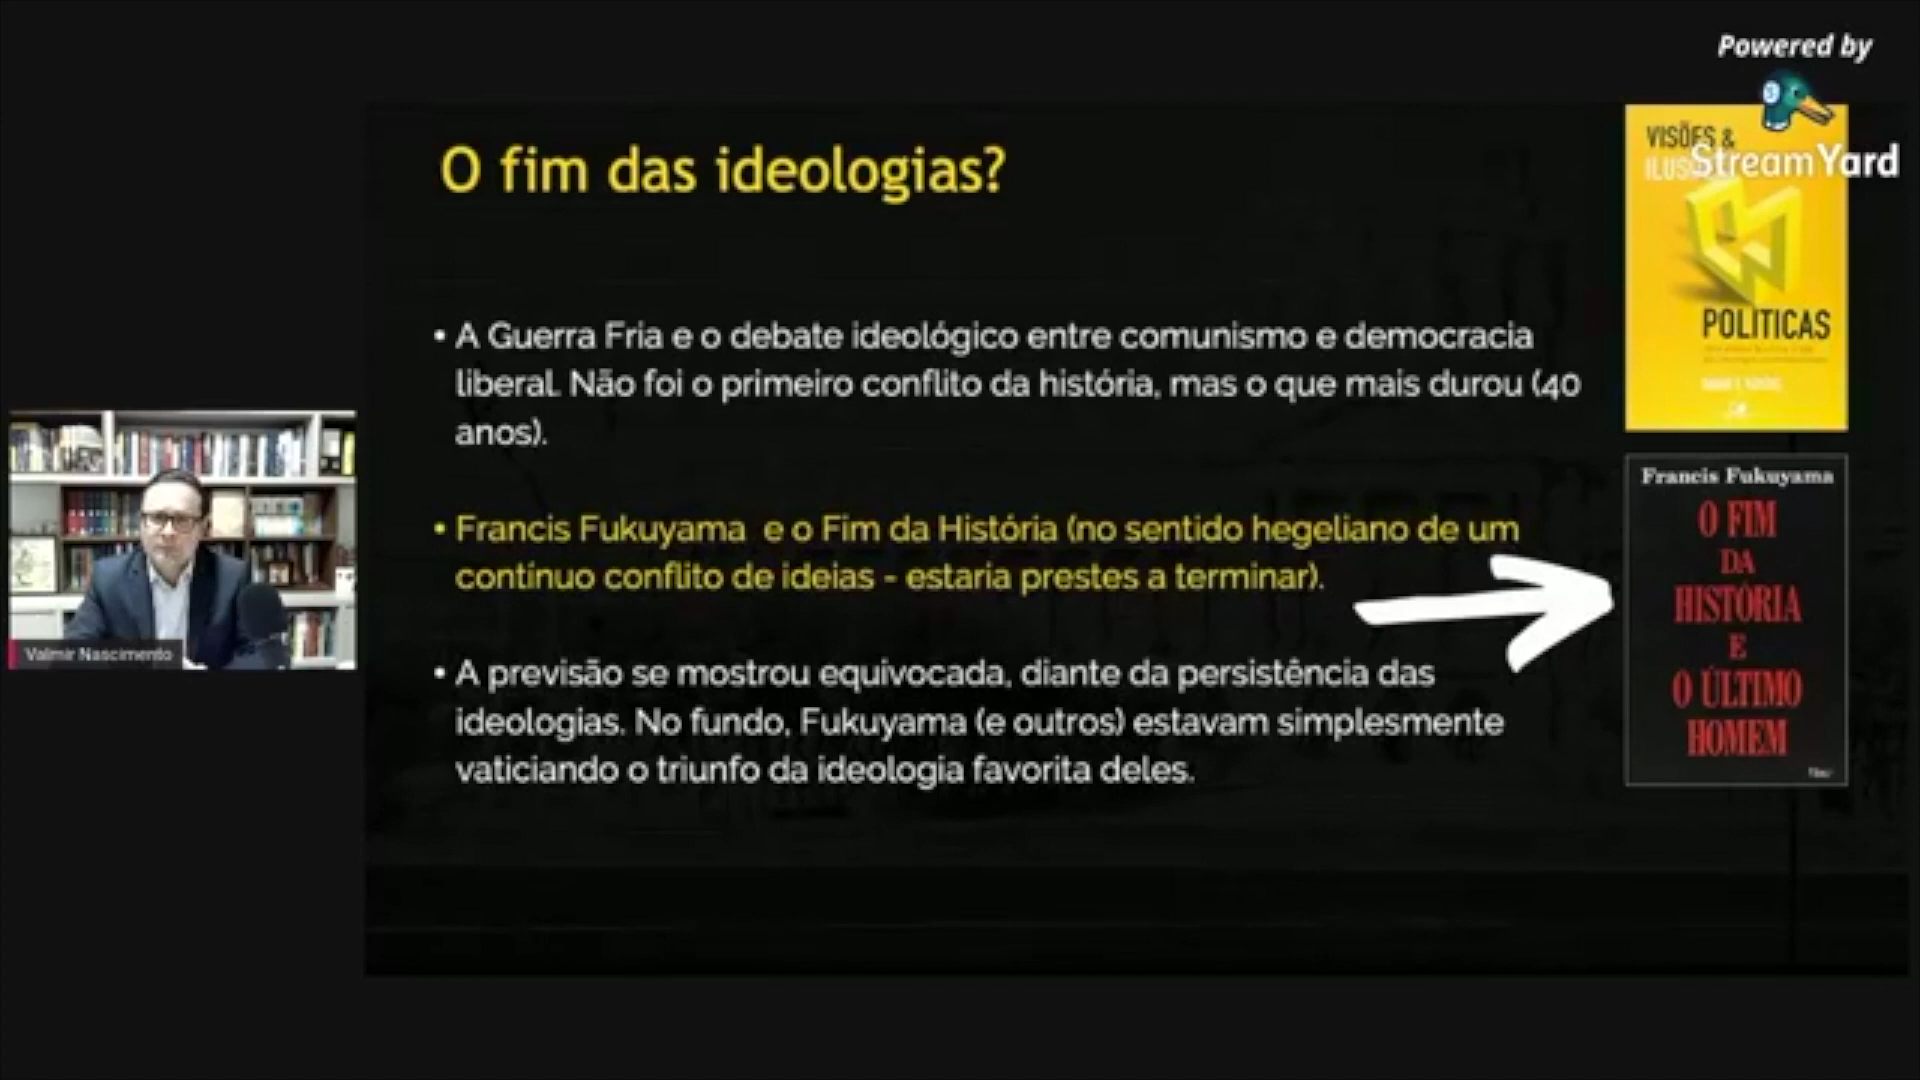 Powered by
StreamYard
O fim das ideologias?
• A Guerra Fria e o debate ideológico entre comunismo e democracia
liberal. Não foi o primeiro conflito da história, mas o que mais durou (40
anos).
• Francis Fukuyama e o Fim da História (no sentido hegeliano de um
contínuo conflito de ideias - estaria prestes a terminar).
• A previsão se mostrou equivocada, diante da persistência das
ideologias. No fundo, Fukuyama (e outros) estavam simplesmente
vaticiando o triunfo da ideologia favorita deles.
VISÕES &
POLÍTICAS
Francis Fukuyama
O FIM
DA
HISTÓRIA
E
O ÚLTIMO
HOMEM
Valmir Nascimento